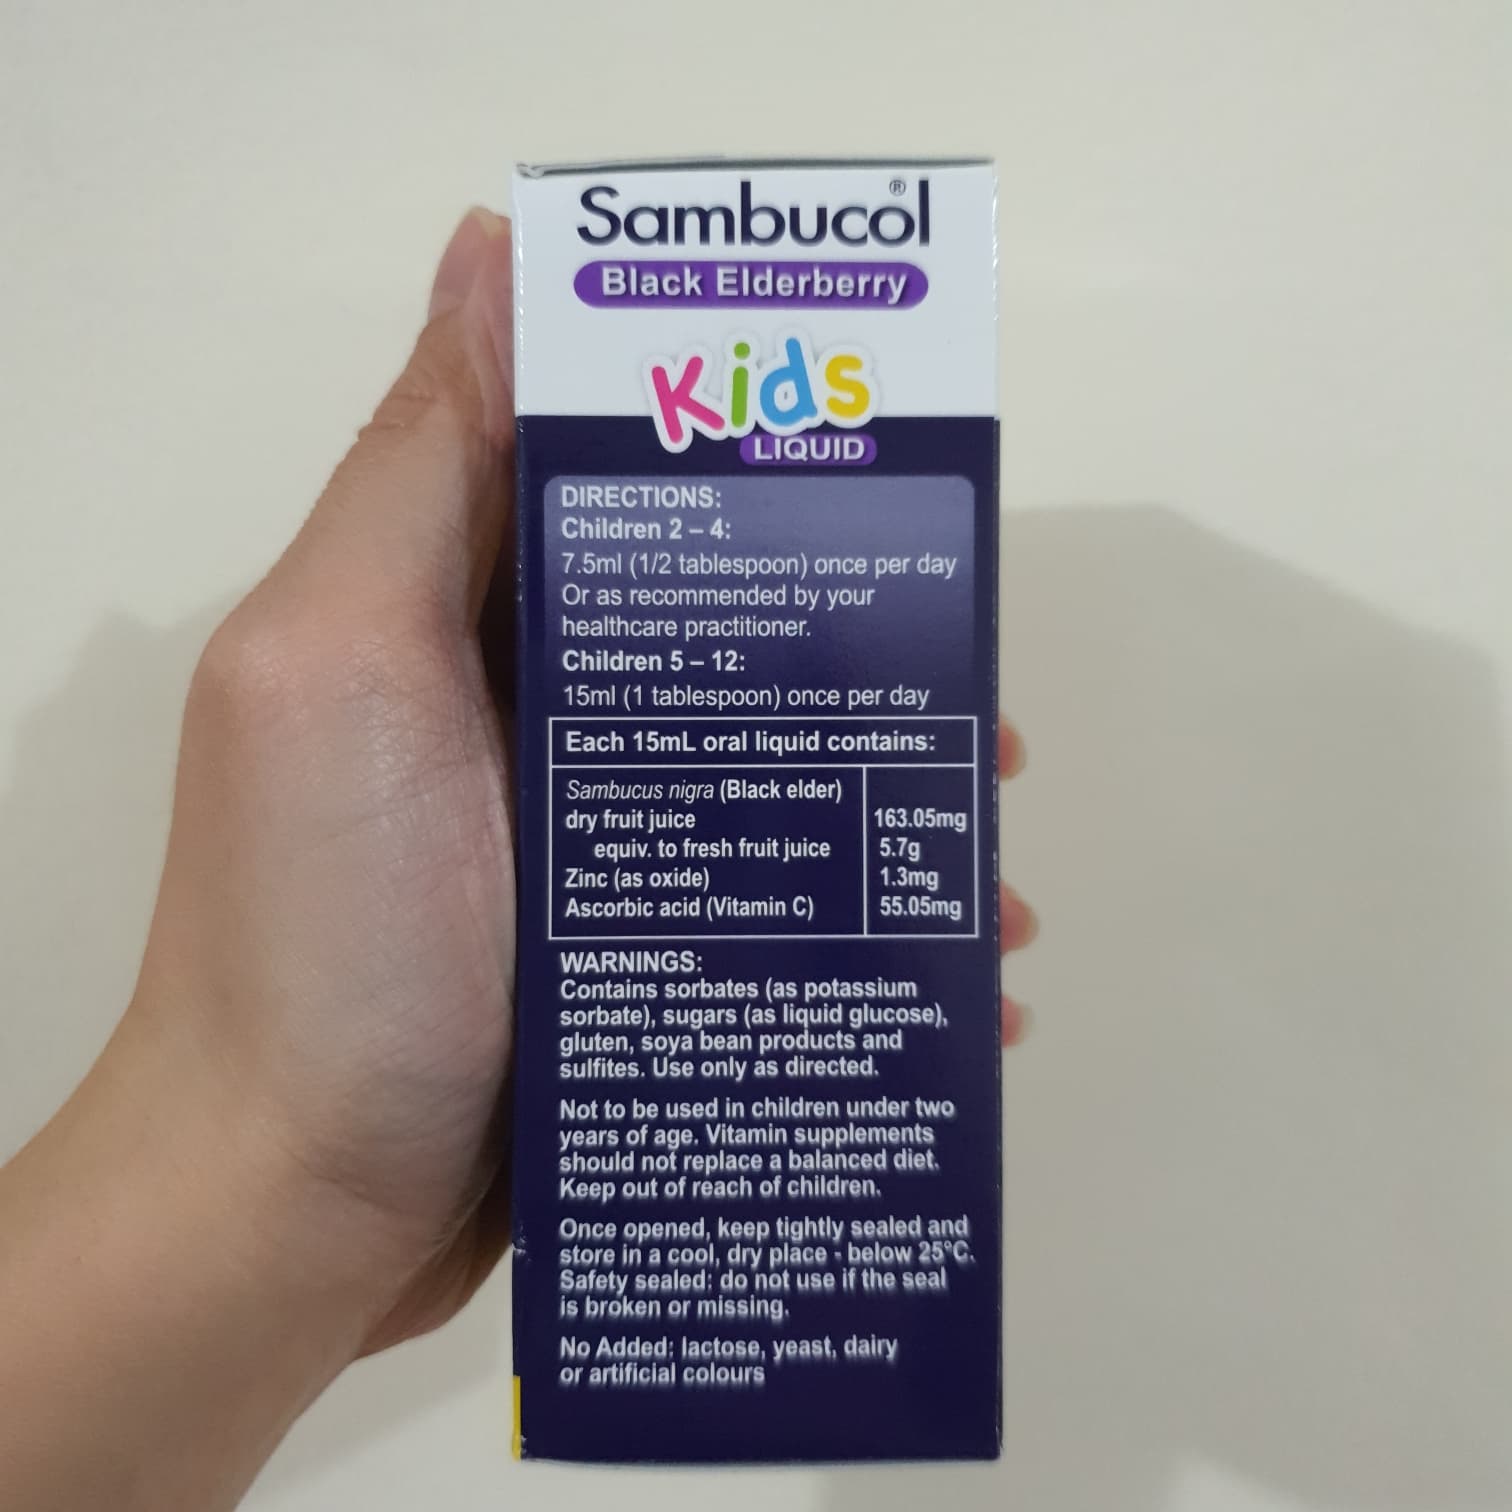 Sambucol®
Black Elderberry
Kids
LIQUID
DIRECTIONS:
Children 2 – 4:
7.5ml (1/2 tablespoon) once per day
Or as recommended by your
healthcare practitioner.
Children 5 – 12:
15ml (1 tablespoon) once per day
Each 15mL oral liquid contains:
Sambucus nigra (Black elder)
dry fruit juice 163.05mg
equiv. to fresh fruit juice 5.7g
Zinc (as oxide) 1.3mg
Ascorbic acid (Vitamin C) 55.05mg
WARNINGS:
Contains sorbates (as potassium
sorbate), sugars (as liquid glucose),
gluten, soya bean products and
sulfites. Use only as directed.
Not to be used in children under two
years of age. Vitamin supplements
should not replace a balanced diet.
Keep out of reach of children.
Once opened, keep tightly sealed and
store in a cool, dry place - below 25°C.
Safety sealed: do not use if the seal
is broken or missing.
No Added: lactose, yeast, dairy
or artificial colours